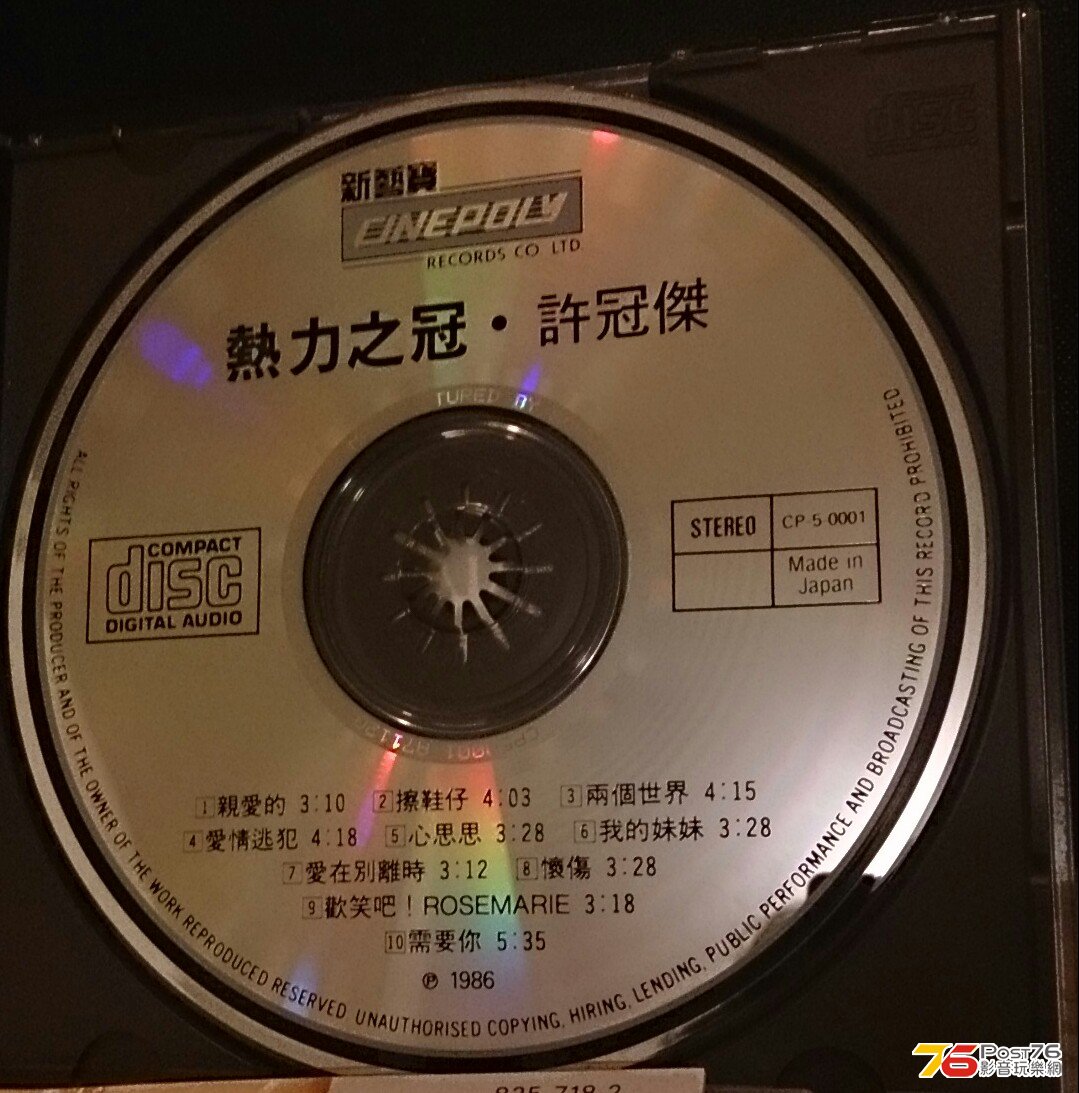 新藝寶
CINEPOLY
RECORDS CO LTD
熱力之冠・許冠傑
COMPACT
disc
DIGITAL AUDIO
STEREO
CP-5-0001
Made in
Japan
1 親愛的 3:10 2 擦鞋仔 4:03 3 兩個世界 4:15
4 愛情逃犯 4:18 5 心思思 3:28 6 我的妹妹 3:28
7 愛在別離時 3:12 8 懷傷 3:28
9 歡笑吧！ROSEMARIE 3:18
10 需要你 5:35
℗ 1986
ALL RIGHTS OF THE PRODUCER AND OF THE OWNER OF THE WORK REPRODUCED RESERVED UNAUTHORISED COPYING, HIRING, LENDING, PUBLIC PERFORMANCE AND BROADCASTING OF THIS RECORD PROHIBITED
disc
76 Post76
影音玩樂網